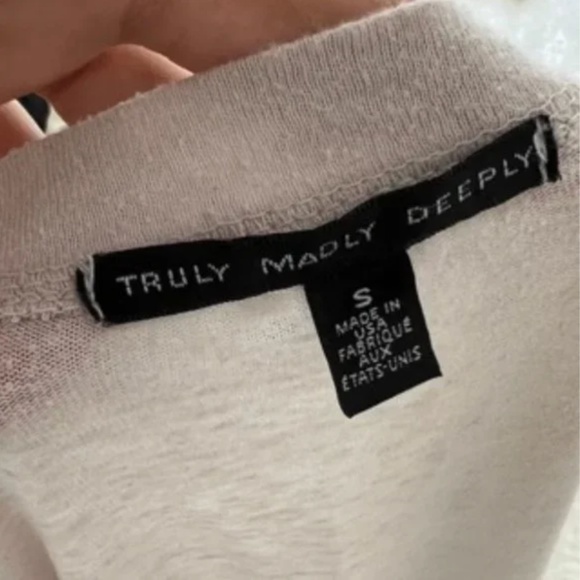 TRULY MADLY DEEPLY
S
MADE IN
USA
FABRIQUÉ
AUX
ÉTATS-UNIS